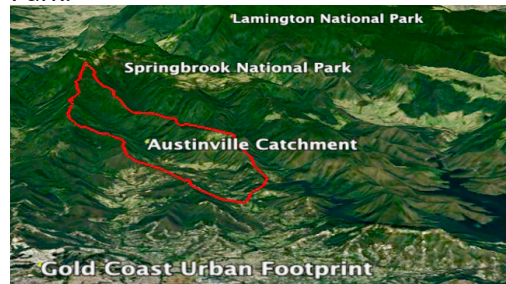 Lamington National Park
Springbrook National Park
Austinville Catchment
Gold Coast Urban Footprint